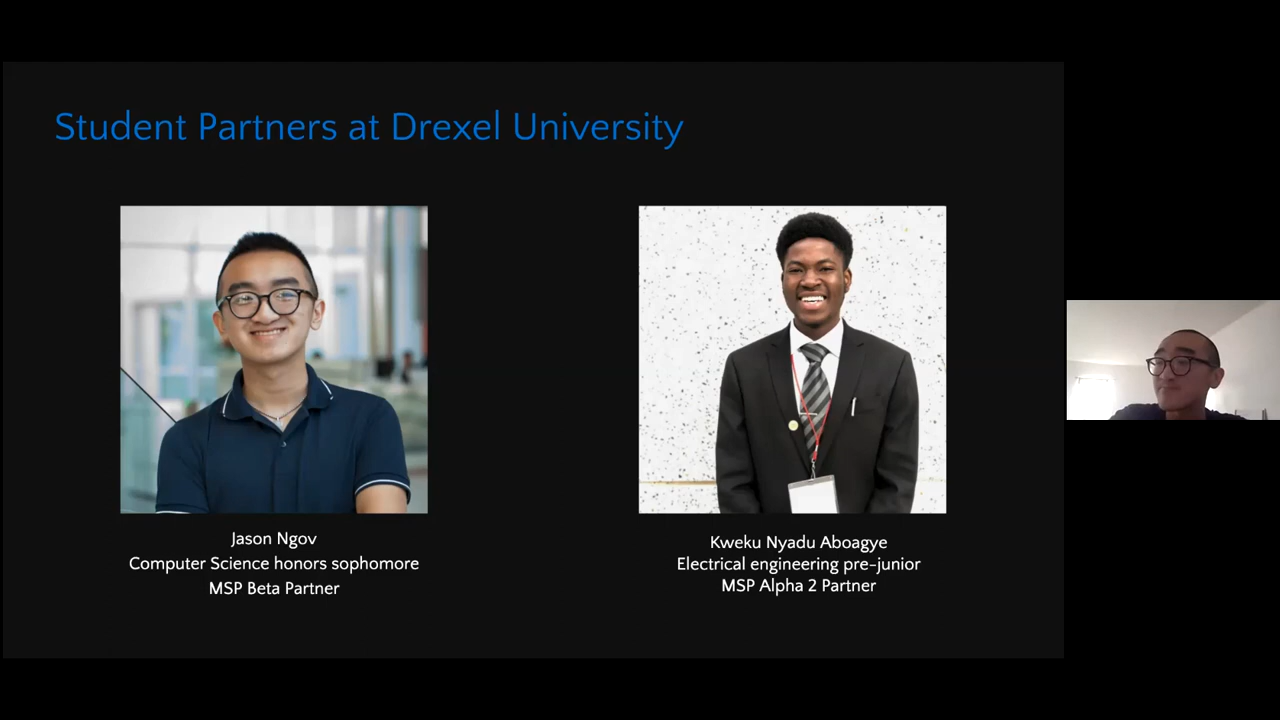 Student Partners at Drexel University
Jason Ngov
Computer Science honors sophomore
MSP Beta Partner
Kweku Nyadu Aboagye
Electrical engineering pre-junior
MSP Alpha 2 Partner